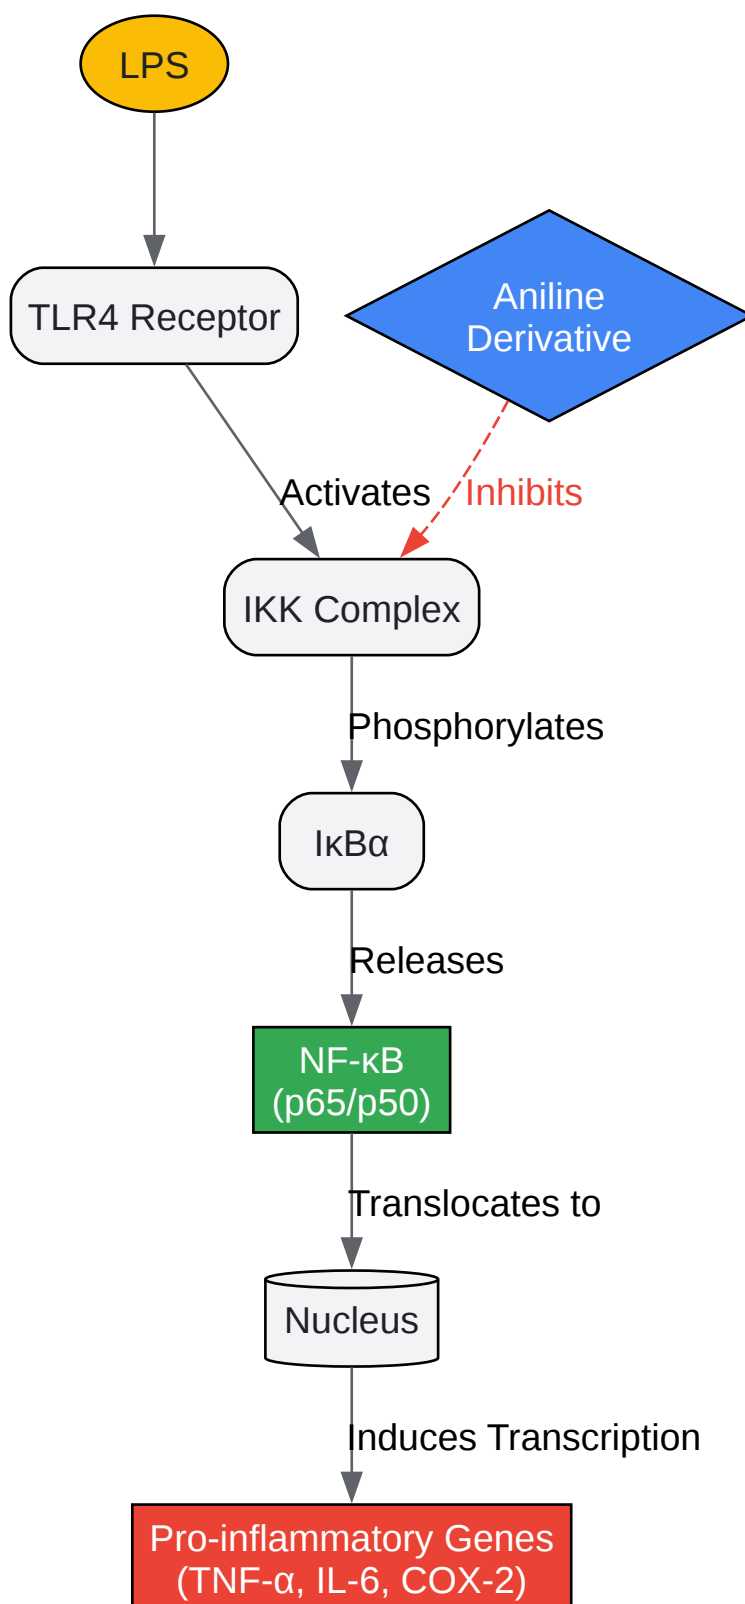 LPS
TLR4 Receptor
Aniline
Derivative
Activates
Inhibits
IKK Complex
Phosphorylates
IκBα
Releases
NF-κB
(p65/p50)
Translocates to
Nucleus
Induces Transcription
Pro-inflammatory Genes
(TNF-α, IL-6, COX-2)